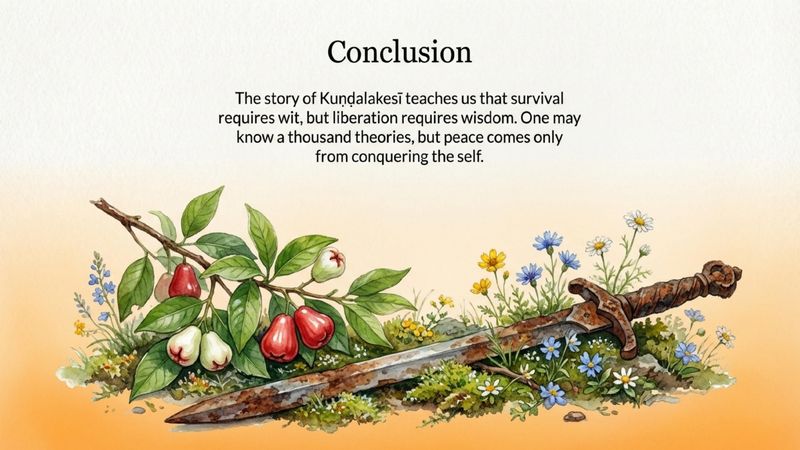 Conclusion
The story of Kuṇḍalakesī teaches us that survival
requires wit, but liberation requires wisdom. One may
know a thousand theories, but peace comes only
from conquering the self.